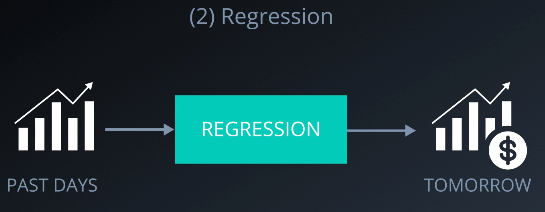 (2) Regression
REGRESSION
$
PAST DAYS
TOMORROW